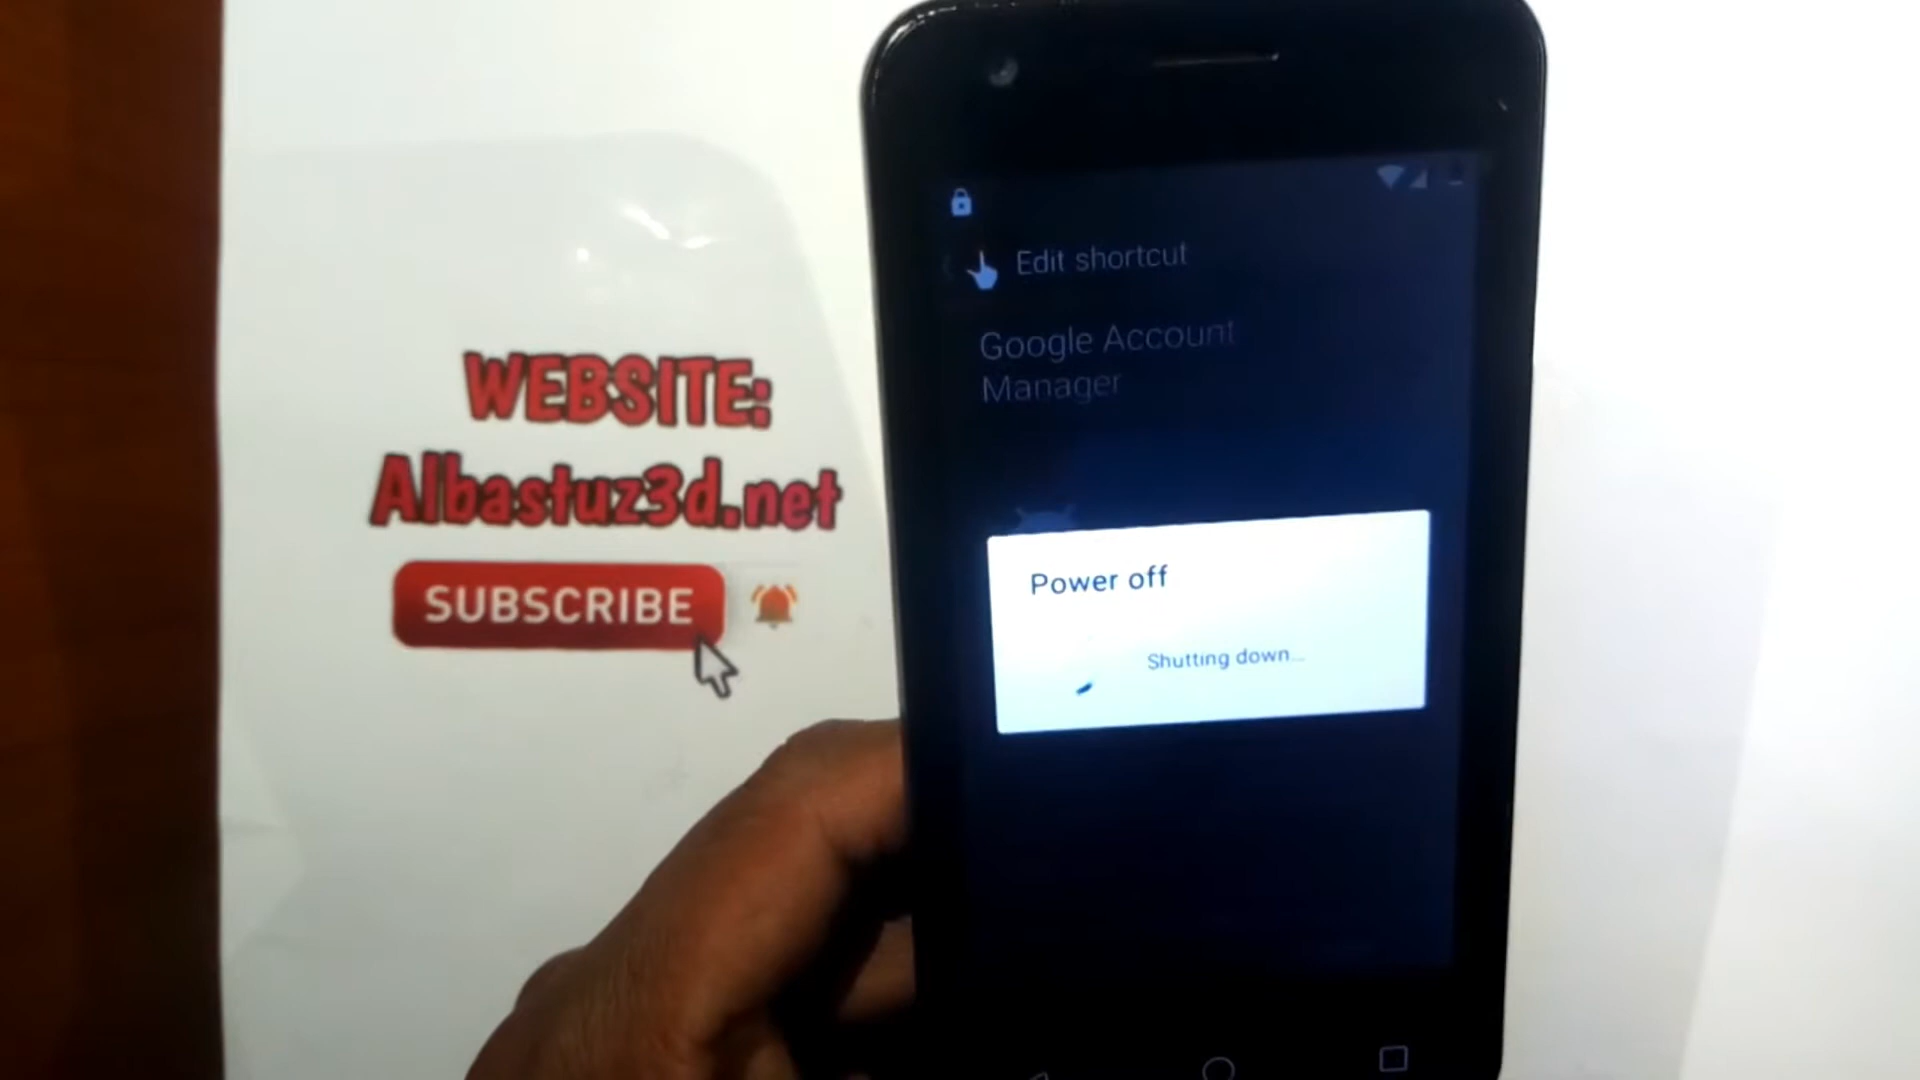 WEBSITE:
Albastuz3d.net
SUBSCRIBE
Edit shortcut
Google Account
Manager
Power off
Shutting down...